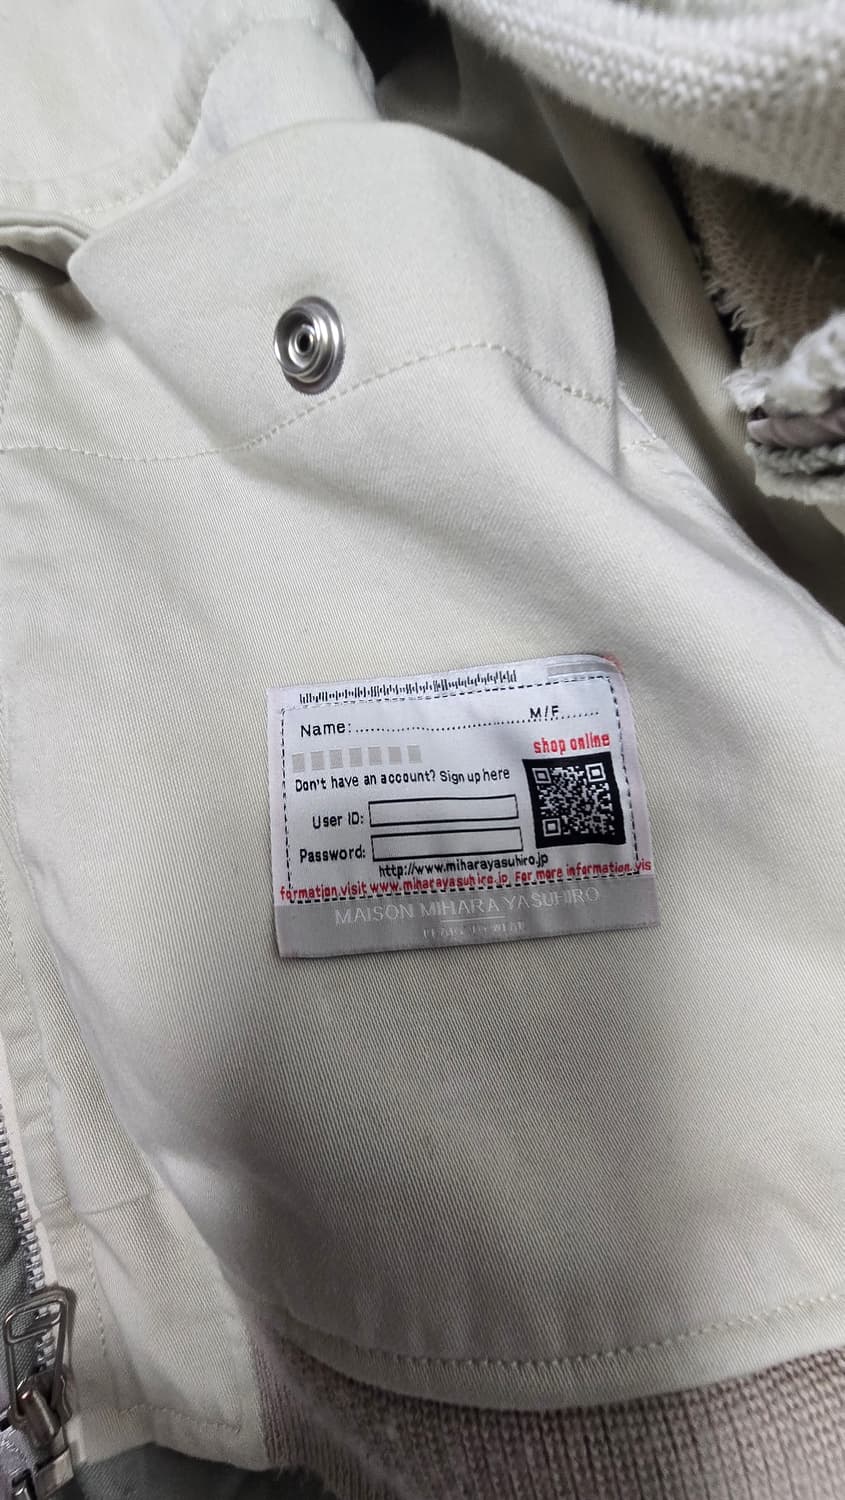 Name:.............................. M/F.......
shop online
Don't have an account? Sign up here
User ID:
Password:
http://www.miharayasuhiro.jp
formation.visit www.miharayasuhiro.jp For more information.vis
MAISON MIHARA YASUHIRO